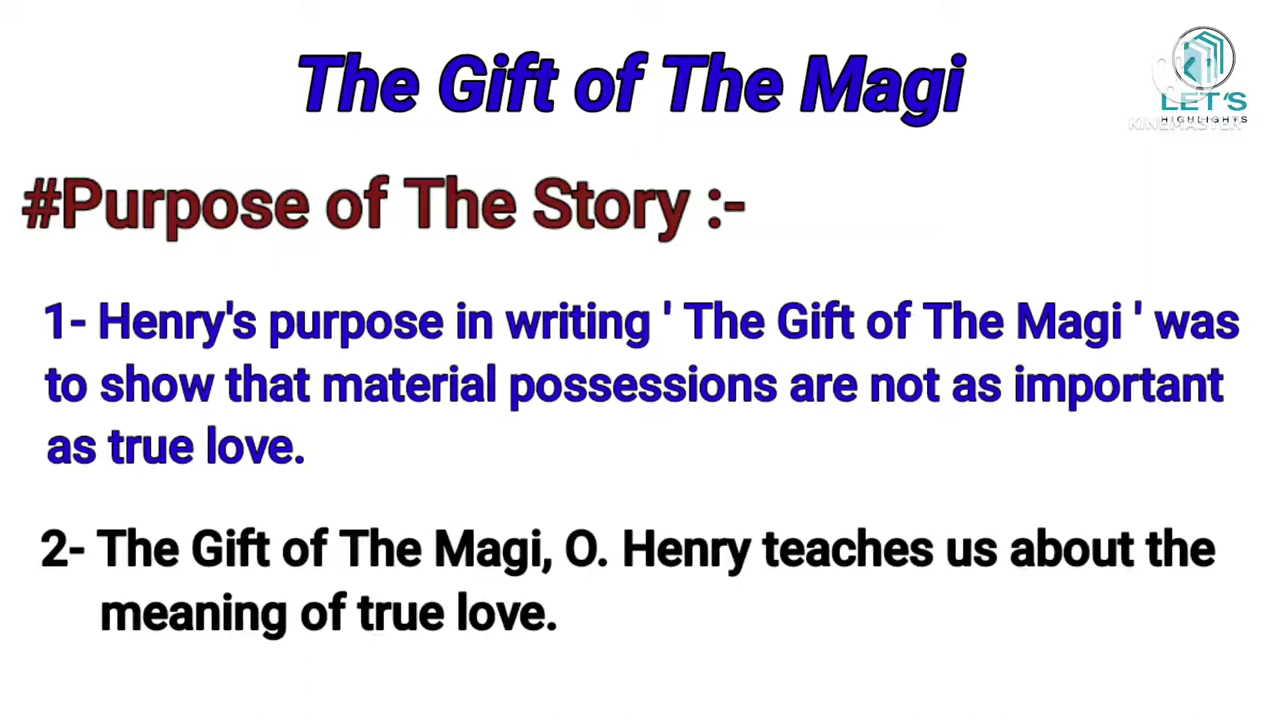 The Gift of The Magi
LET'S
HIGHLIGHTS
KINEMASTER
#Purpose of The Story :-
1- Henry's purpose in writing ' The Gift of The Magi ' was
to show that material possessions are not as important
as true love.
2- The Gift of The Magi, O. Henry teaches us about the
meaning of true love.